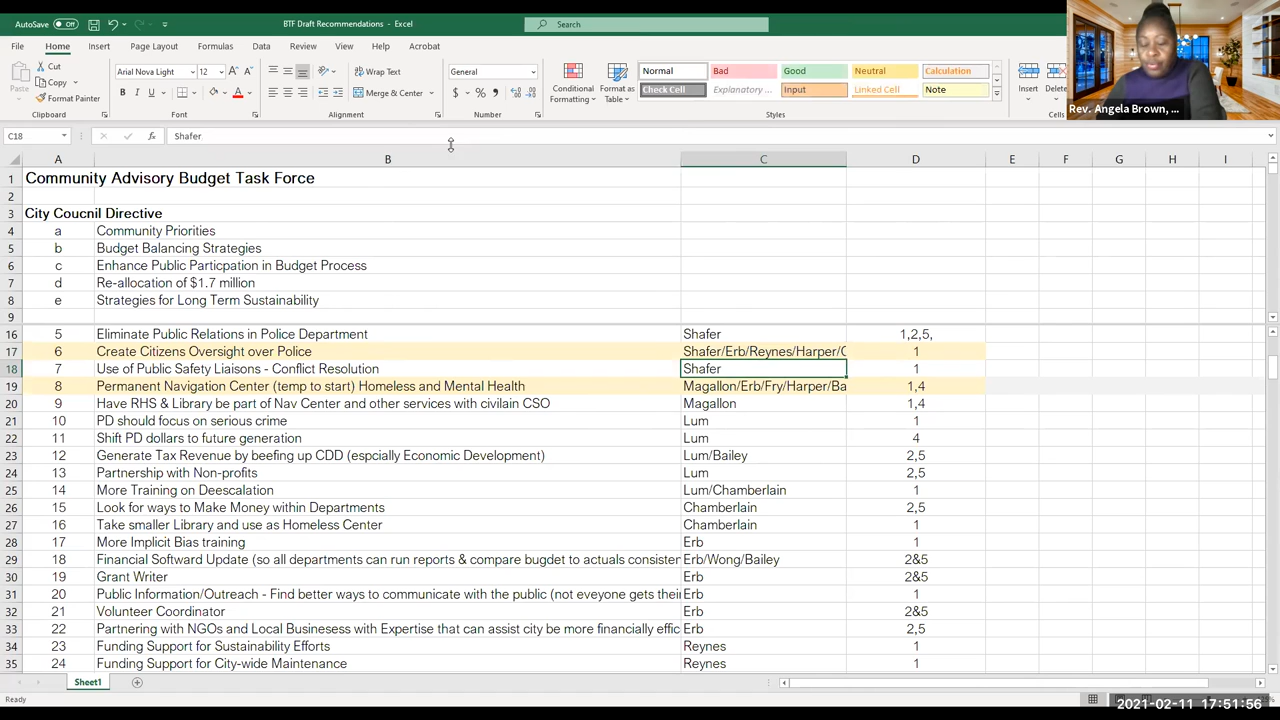 AutoSave Off BTF Draft Recommendations - Excel Search
File Home Insert Page Layout Formulas Data Review View Help Acrobat
Paste Cut Copy Format Painter Clipboard
Arial Nova Light 12 B I U Font
Wrap Text Merge & Center Alignment
General $ % Number
Conditional Formatting Format as Table
Normal Bad Good Neutral Calculation
Check Cell Explanatory ... Input Linked Cell Note
Styles
Insert Cells
Rev. Angela Brown, ...
C18 fx Shafer
A B C D E F G H I
1 Community Advisory Budget Task Force
2
3 City Coucnil Directive
4 a Community Priorities
5 b Budget Balancing Strategies
6 c Enhance Public Particpation in Budget Process
7 d Re-allocation of $1.7 million
8 e Strategies for Long Term Sustainability
9
16 5 Eliminate Public Relations in Police Department Shafer 1,2,5,
17 6 Create Citizens Oversight over Police Shafer/Erb/Reynes/Harper/C 1
18 7 Use of Public Safety Liaisons - Conflict Resolution Shafer 1
19 8 Permanent Navigation Center (temp to start) Homeless and Mental Health Magallon/Erb/Fry/Harper/Ba 1,4
20 9 Have RHS & Library be part of Nav Center and other services with civilain CSO Magallon 1,4
21 10 PD should focus on serious crime Lum 1
22 11 Shift PD dollars to future generation Lum 4
23 12 Generate Tax Revenue by beefing up CDD (espcially Economic Development) Lum/Bailey 2,5
24 13 Partnership with Non-profits Lum 2,5
25 14 More Training on Deescalation Lum/Chamberlain 1
26 15 Look for ways to Make Money within Departments Chamberlain 2,5
27 16 Take smaller Library and use as Homeless Center Chamberlain 1
28 17 More Implicit Bias training Erb 1
29 18 Financial Softward Update (so all departments can run reports & compare bugdet to actuals consisten Erb/Wong/Bailey 2&5
30 19 Grant Writer Erb 2&5
31 20 Public Information/Outreach - Find better ways to communicate with the public (not eveyone gets their Erb 1
32 21 Volunteer Coordinator Erb 2&5
33 22 Partnering with NGOs and Local Businesess with Expertise that can assist city be more financially effic Erb 2,5
34 23 Funding Support for Sustainability Efforts Reynes 1
35 24 Funding Support for City-wide Maintenance Reynes 1
Sheet1
Ready
2021-02-11 17:51:56